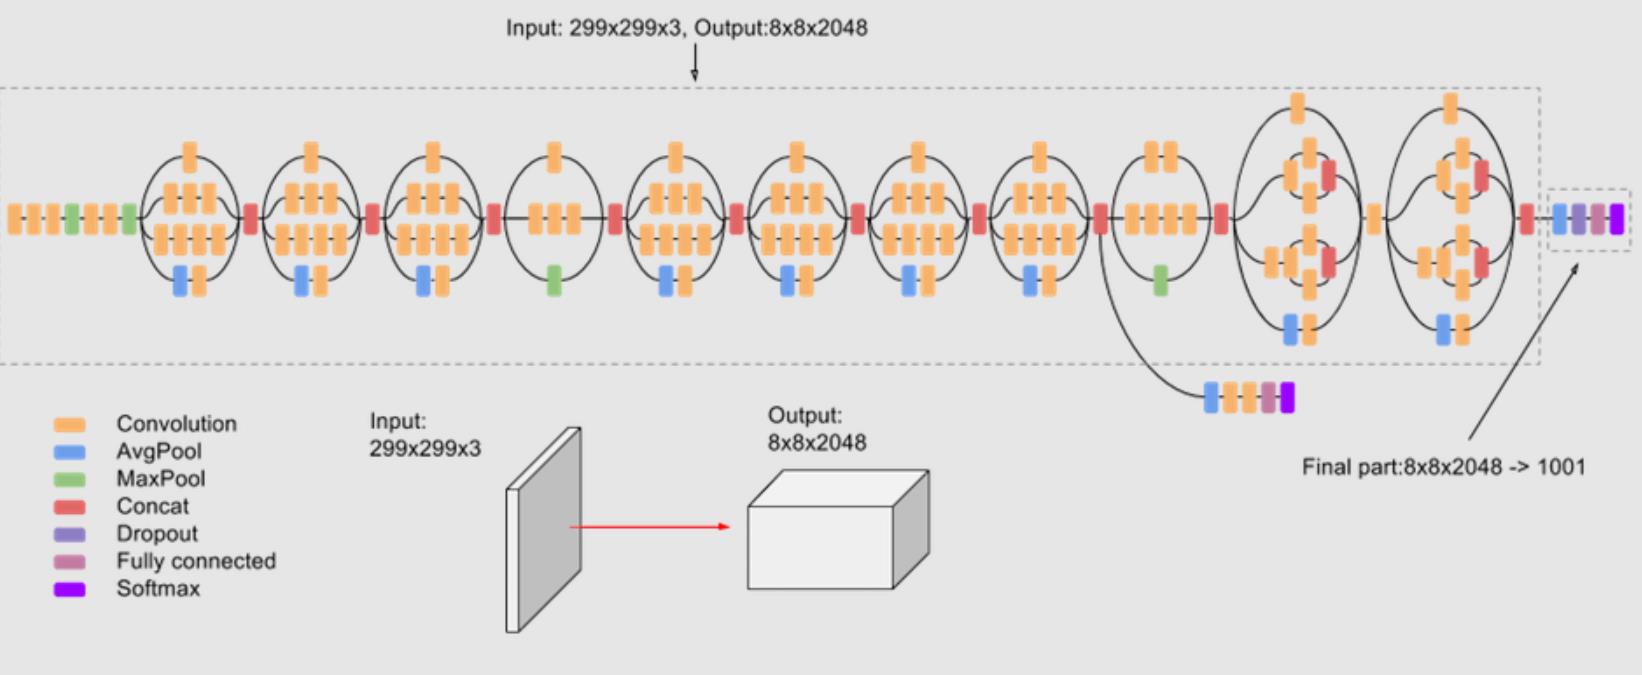 Input: 299x299x3, Output:8x8x2048
Convolution
AvgPool
MaxPool
Concat
Dropout
Fully connected
Softmax
Input:
299x299x3
Output:
8x8x2048
Final part:8x8x2048 -> 1001